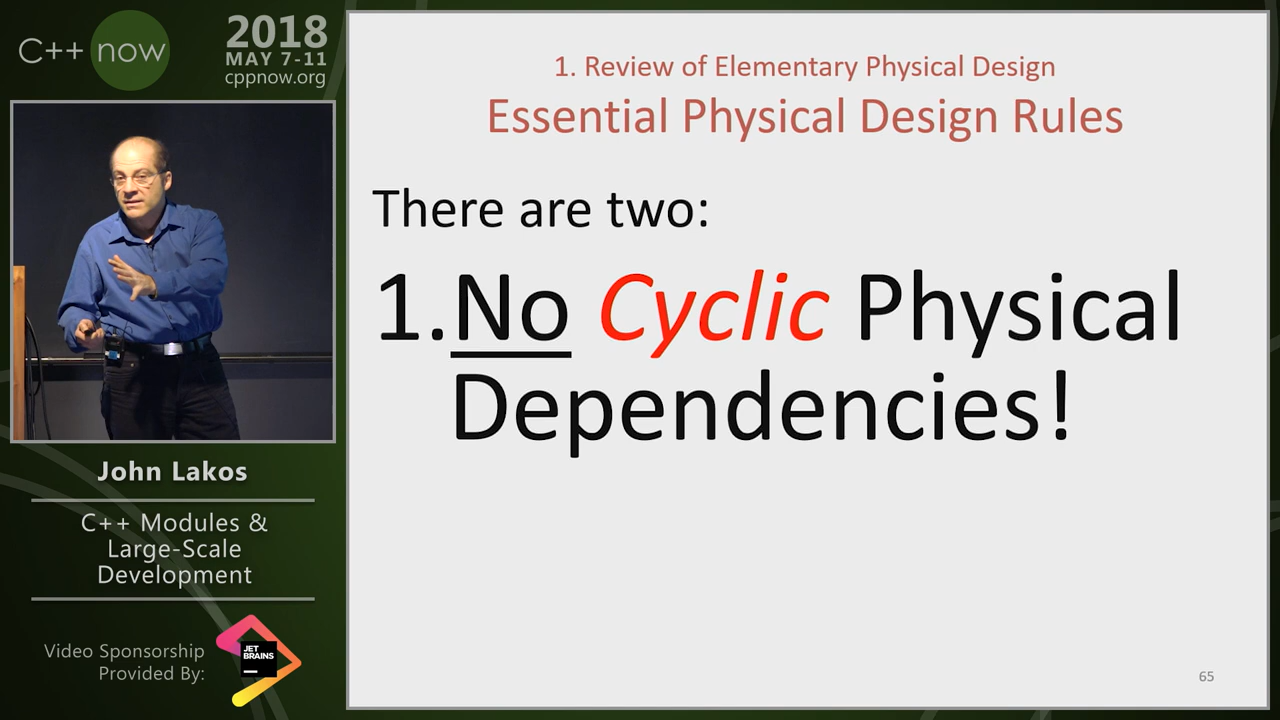 C++ now
2018
MAY 7-11
cppnow.org
John Lakos
C++ Modules &
Large-Scale
Development
Video Sponsorship
Provided By:
JET
BRAINS
1. Review of Elementary Physical Design
Essential Physical Design Rules
There are two:
1. No Cyclic Physical
Dependencies!
65